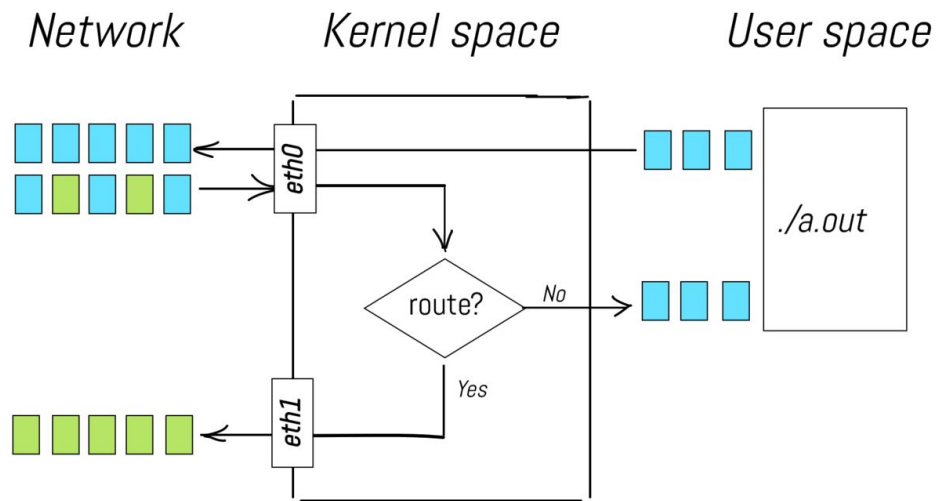 Network
Kernel space
User space
eth0
./a.out
route?
No
Yes
eth1